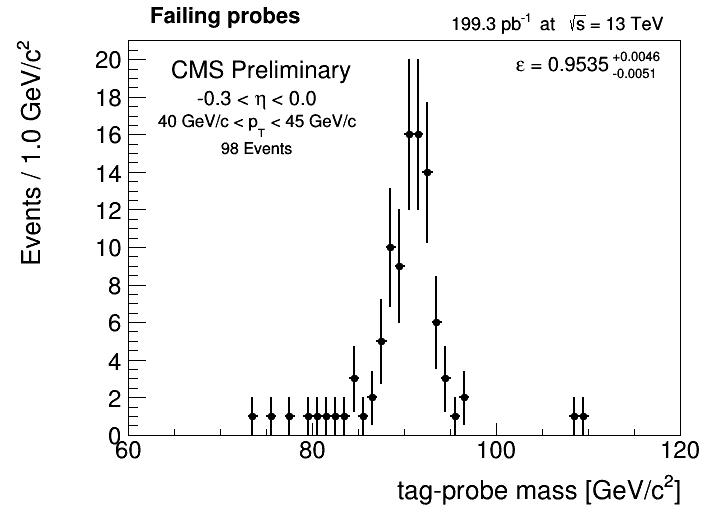 Failing probes
199.3 pb⁻¹ at √s = 13 TeV
CMS Preliminary
-0.3 < η < 0.0
40 GeV/c < p_T < 45 GeV/c
98 Events
ε = 0.9535 +0.0046 -0.0051
Events / 1.0 GeV/c²
20
18
16
14
12
10
8
6
4
2
0
60 80 100 120
tag-probe mass [GeV/c²]